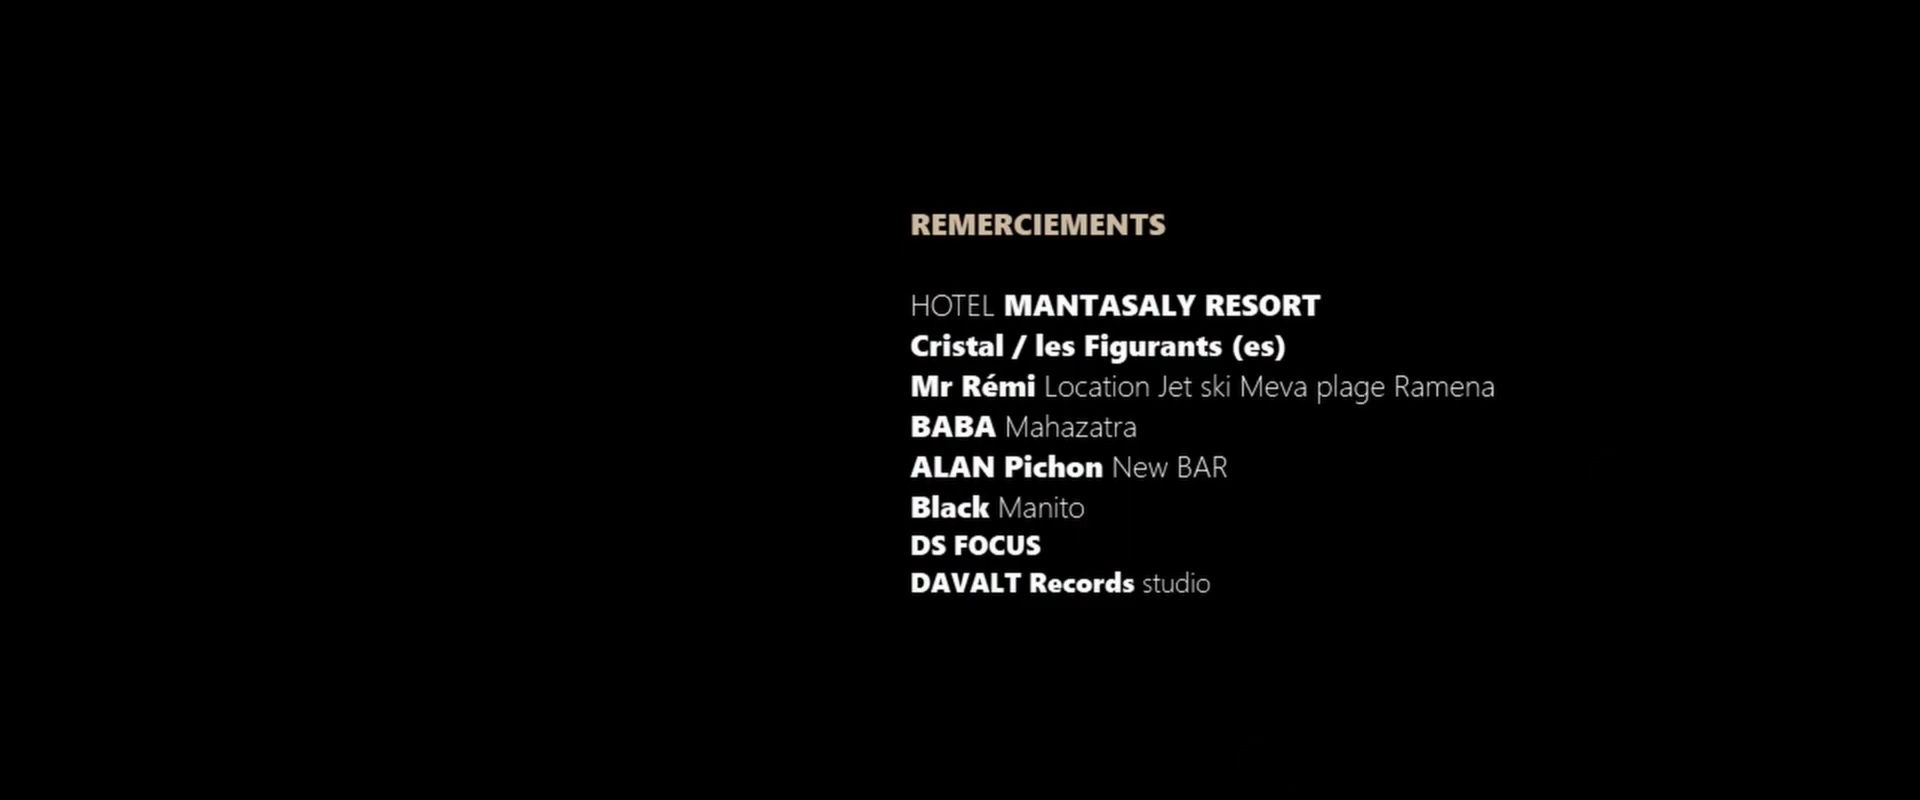 REMERCIEMENTS
HOTEL MANTASALY RESORT
Cristal / les Figurants (es)
Mr Rémi Location Jet ski Meva plage Ramena
BABA Mahazatra
ALAN Pichon New BAR
Black Manito
DS FOCUS
DAVALT Records studio